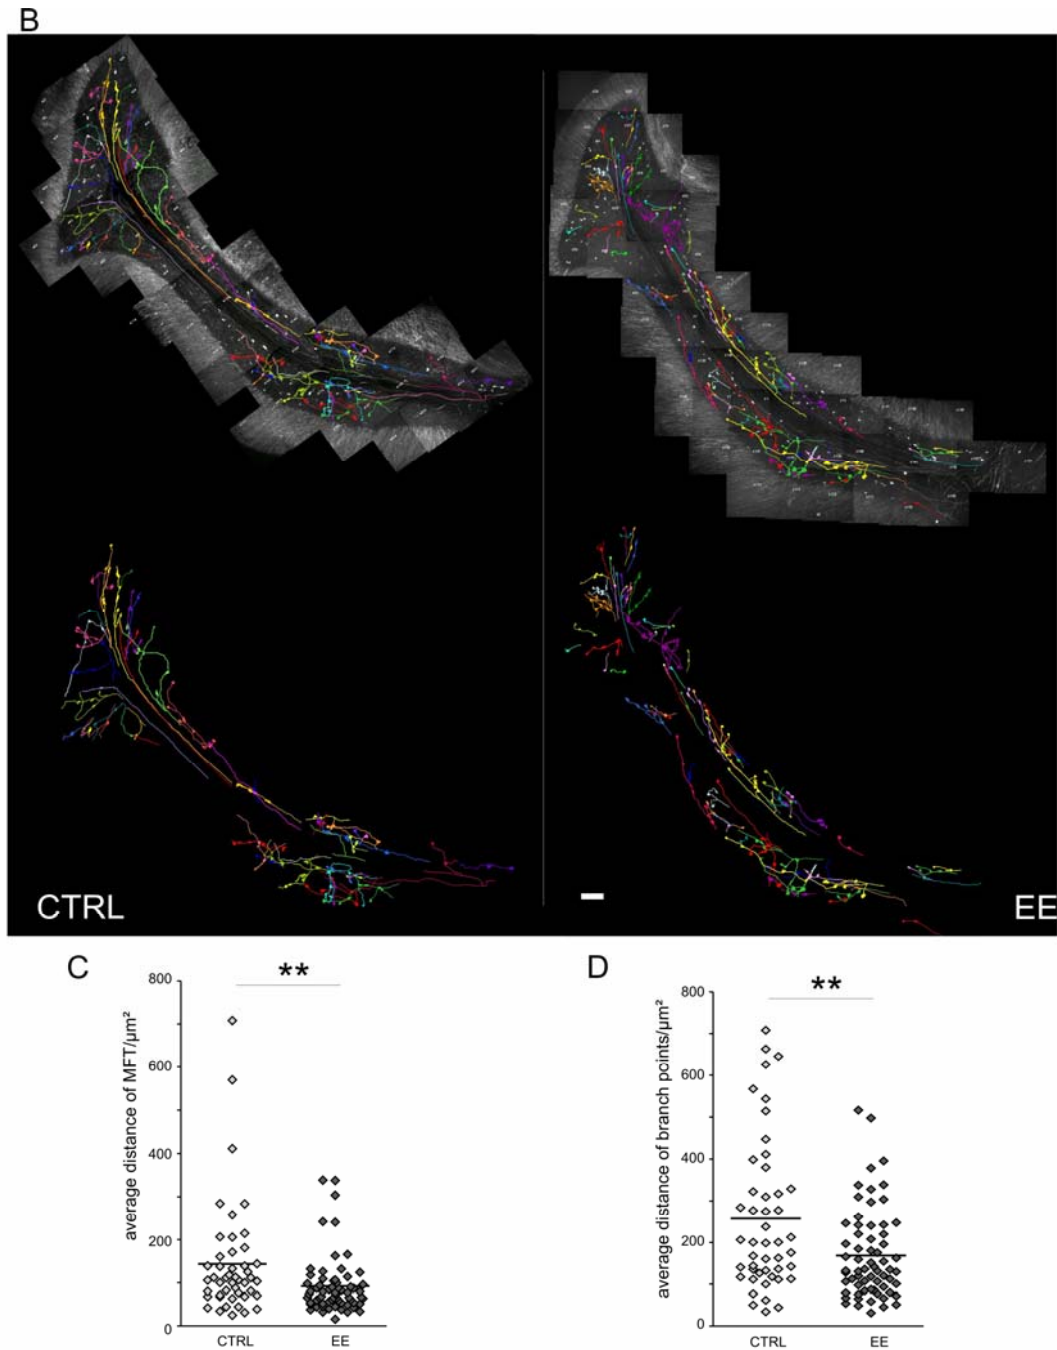 B
CTRL
EE
C
**
800
600
400
200
0
average distance of MFT/μm²
CTRL
EE
D
**
800
600
400
200
0
average distance of branch points/μm²
CTRL
EE